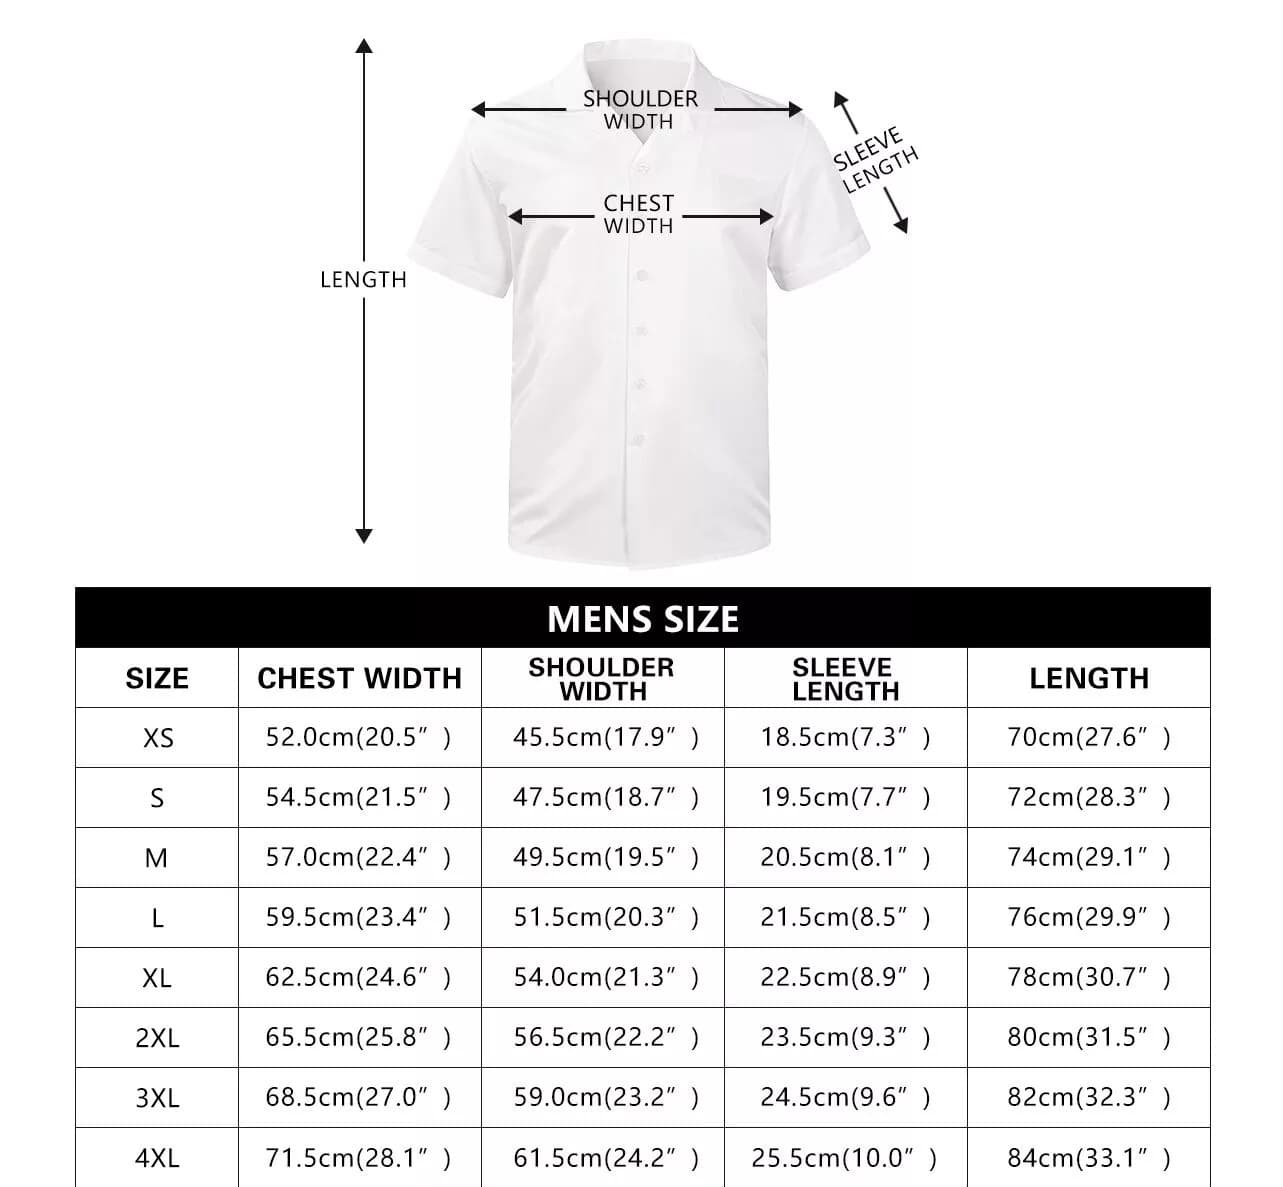 SHOULDER
WIDTH
SLEEVE
LENGTH
CHEST
WIDTH
LENGTH
MENS SIZE
SIZE CHEST WIDTH SHOULDER WIDTH SLEEVE LENGTH LENGTH
XS 52.0cm(20.5″ ) 45.5cm(17.9″ ) 18.5cm(7.3″ ) 70cm(27.6″ )
S 54.5cm(21.5″ ) 47.5cm(18.7″ ) 19.5cm(7.7″ ) 72cm(28.3″ )
M 57.0cm(22.4″ ) 49.5cm(19.5″ ) 20.5cm(8.1″ ) 74cm(29.1″ )
L 59.5cm(23.4″ ) 51.5cm(20.3″ ) 21.5cm(8.5″ ) 76cm(29.9″ )
XL 62.5cm(24.6″ ) 54.0cm(21.3″ ) 22.5cm(8.9″ ) 78cm(30.7″ )
2XL 65.5cm(25.8″ ) 56.5cm(22.2″ ) 23.5cm(9.3″ ) 80cm(31.5″ )
3XL 68.5cm(27.0″ ) 59.0cm(23.2″ ) 24.5cm(9.6″ ) 82cm(32.3″ )
4XL 71.5cm(28.1″ ) 61.5cm(24.2″ ) 25.5cm(10.0″ ) 84cm(33.1″ )